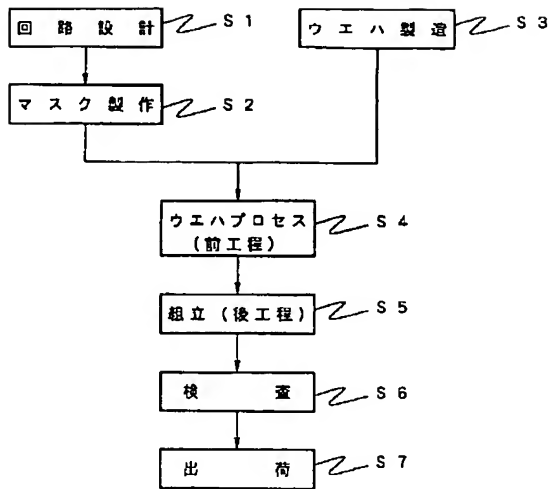 回路設計 S1
ウエハ製造 S3
マスク製作 S2
ウエハプロセス
(前工程) S4
組立(後工程) S5
検査 S6
出荷 S7